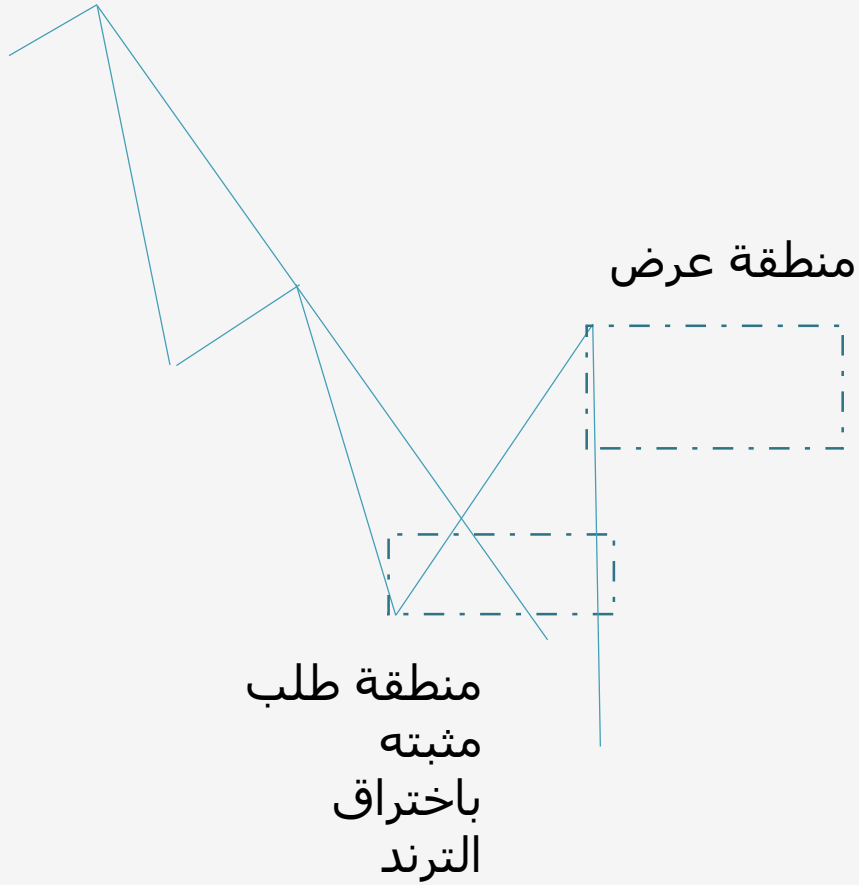 منطقة عرض
منطقة طلب
مثبته
باختراق
الترند